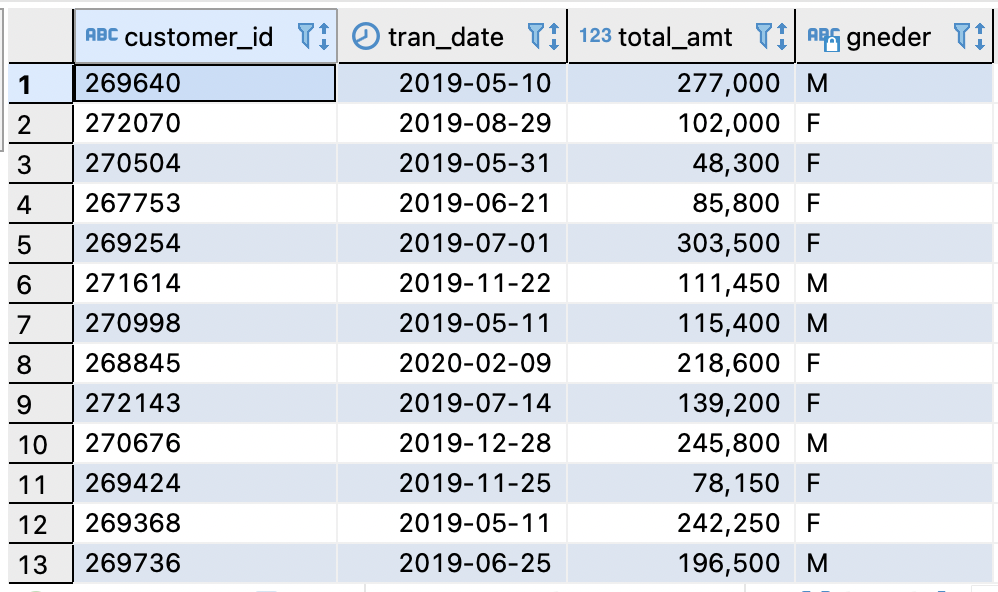 ABC customer_id tran_date 123 total_amt ABC gneder
1 269640 2019-05-10 277,000 M
2 272070 2019-08-29 102,000 F
3 270504 2019-05-31 48,300 F
4 267753 2019-06-21 85,800 F
5 269254 2019-07-01 303,500 F
6 271614 2019-11-22 111,450 M
7 270998 2019-05-11 115,400 M
8 268845 2020-02-09 218,600 F
9 272143 2019-07-14 139,200 F
10 270676 2019-12-28 245,800 M
11 269424 2019-11-25 78,150 F
12 269368 2019-05-11 242,250 F
13 269736 2019-06-25 196,500 M